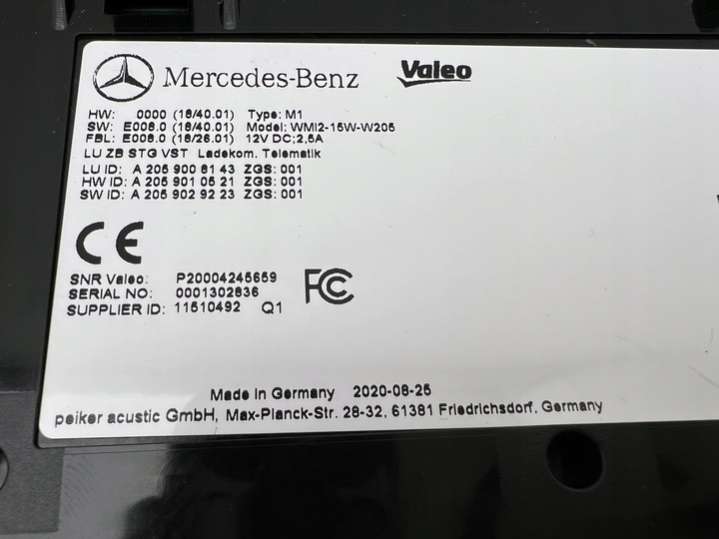 Mercedes-Benz Valeo
HW: 0000 (18/40.01) Type: M1
SW: E008.0 (18/40.01) Model: WMI2-15W-W205
FBL: E008.0 (18/26.01) 12V DC;2,5A
LU ZB STG VST Ladekom. Telematik
LU ID: A 205 900 81 43 ZGS: 001
HW ID: A 205 901 05 21 ZGS: 001
SW ID: A 205 902 92 23 ZGS: 001
CE
SNR Valeo: P20004245659
SERIAL NO: 0001302836
SUPPLIER ID: 11510492 Q1
FC
Made in Germany 2020-08-25
peiker acustic GmbH, Max-Planck-Str. 28-32, 61381 Friedrichsdorf, Germany